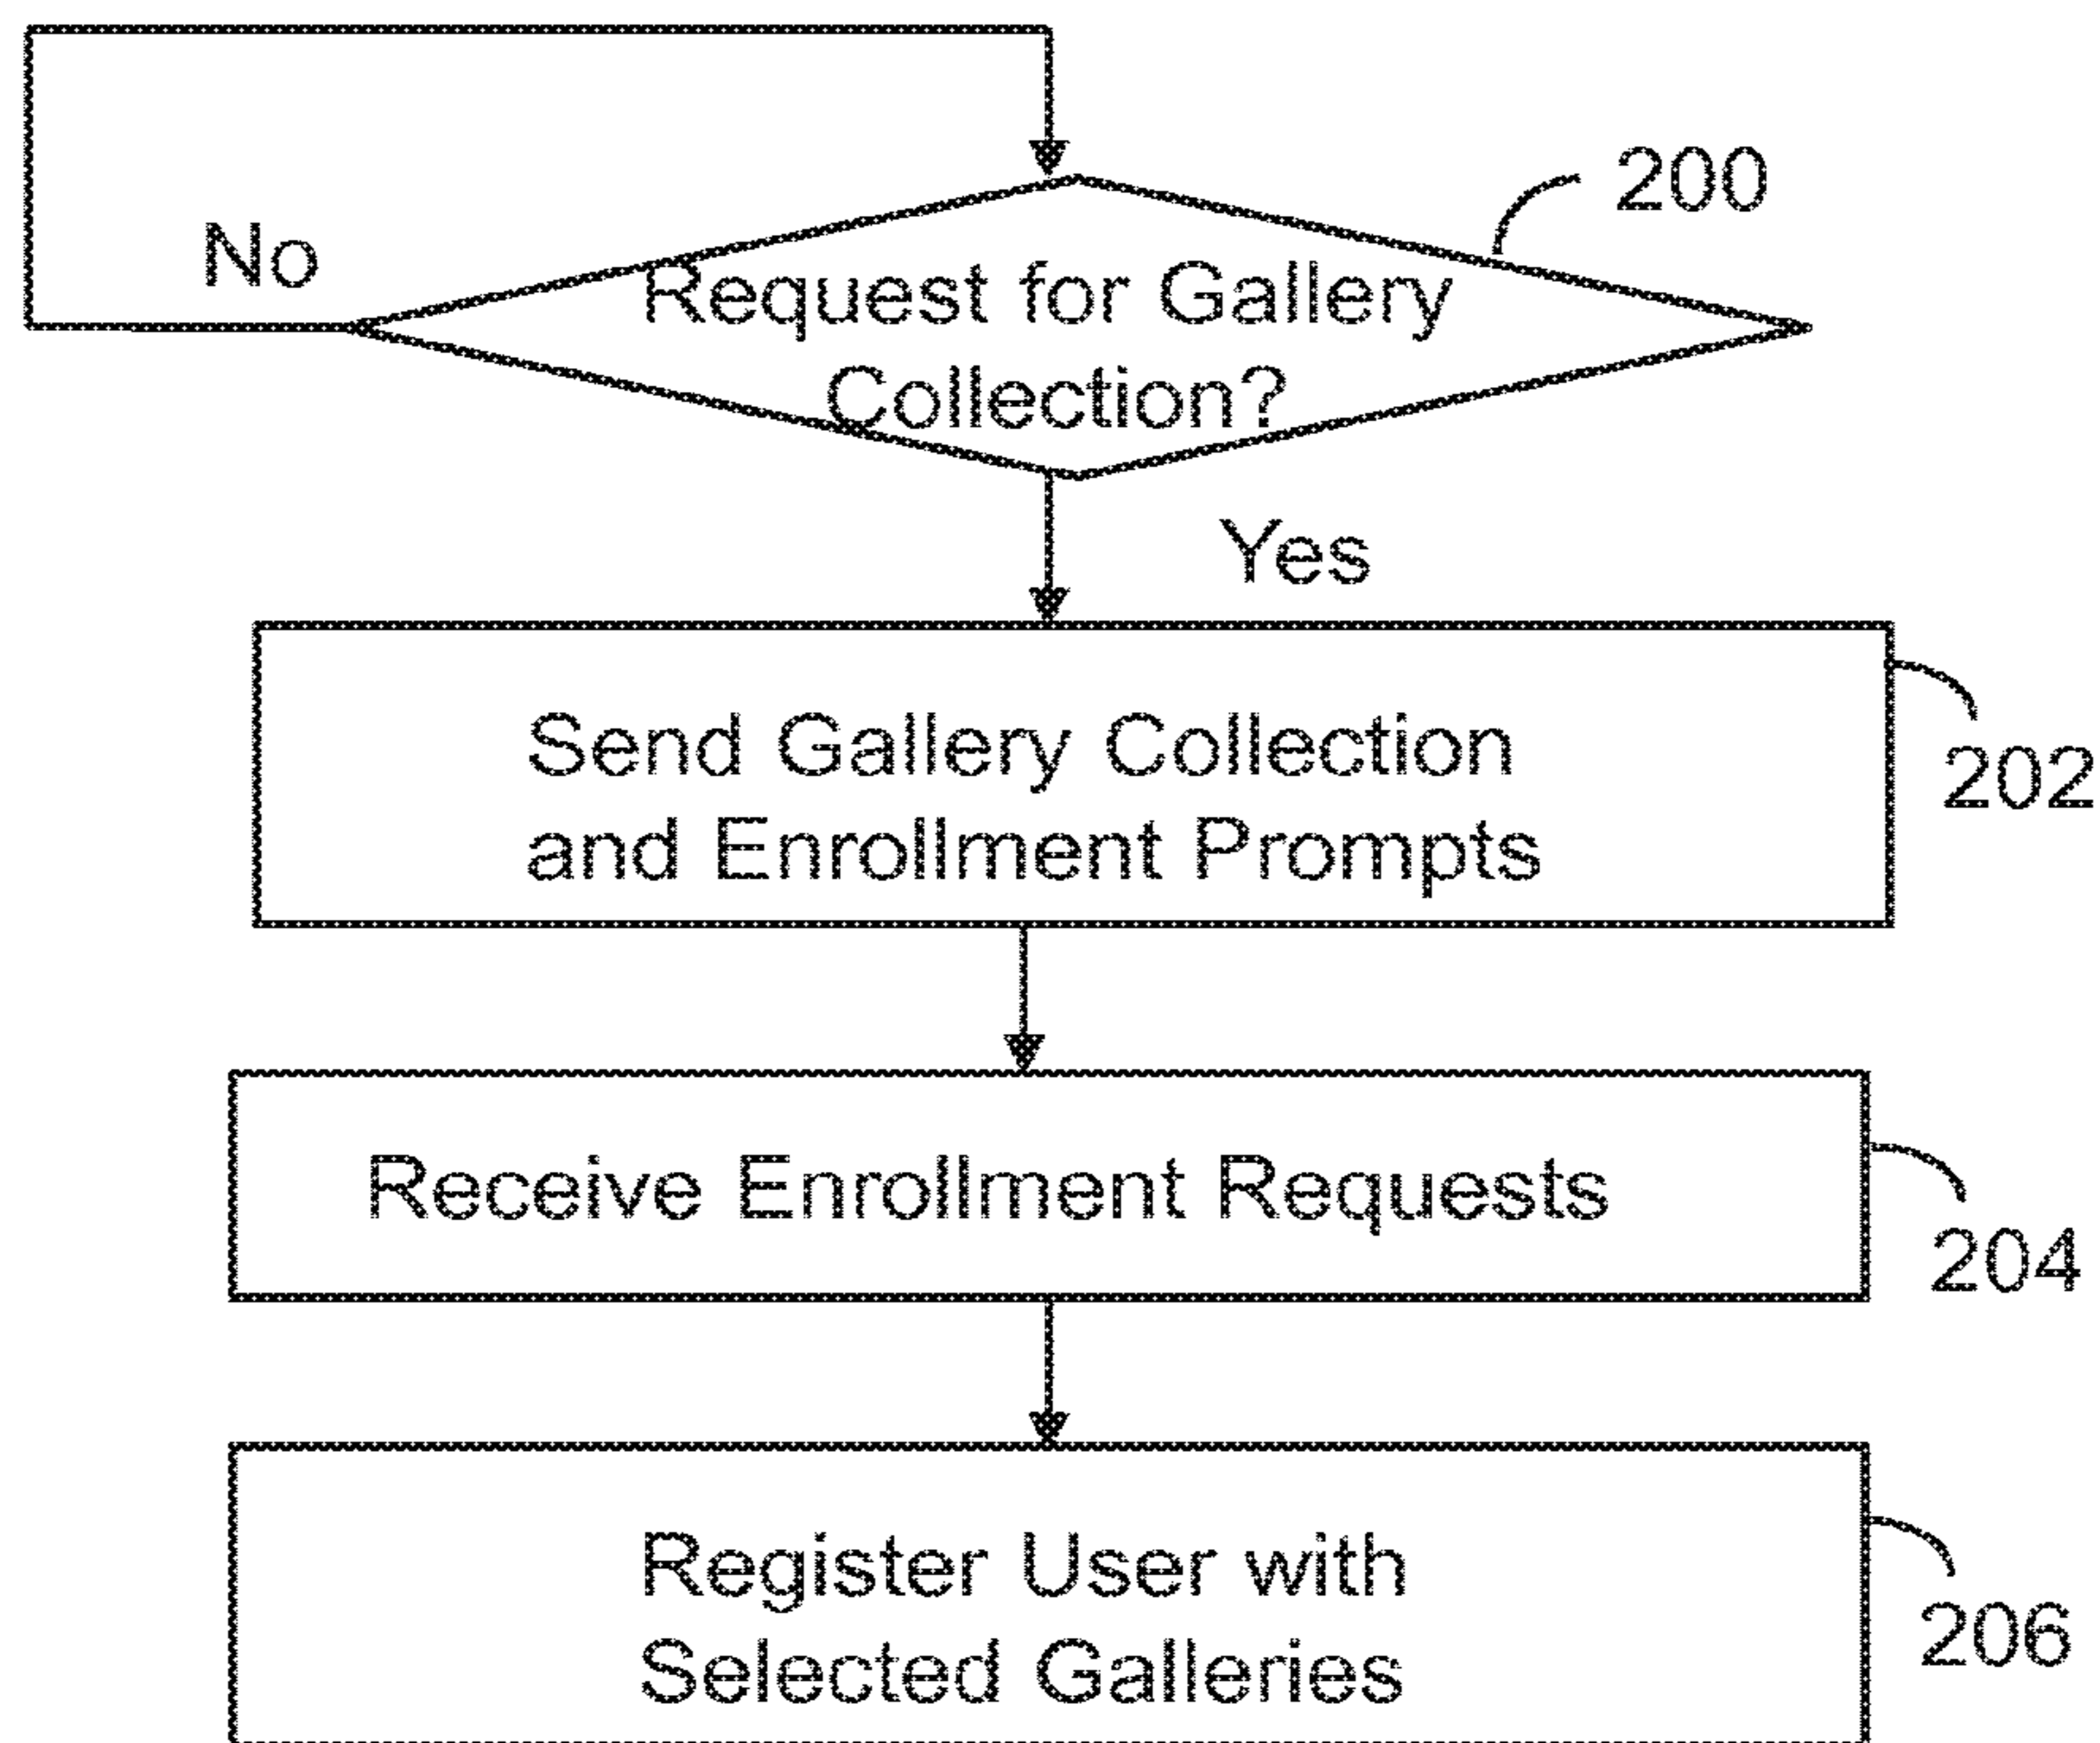 200
No
Request for Gallery
Collection?
Yes
Send Gallery Collection
and Enrollment Prompts
202
Receive Enrollment Requests
204
Register User with
Selected Galleries
206